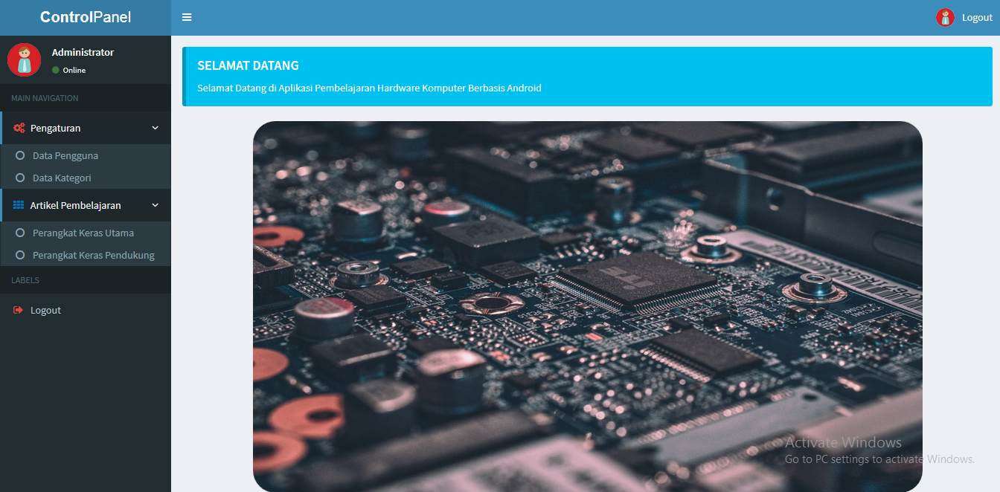 ControlPanel
Logout
Administrator
Online
MAIN NAVIGATION
Pengaturan
Data Pengguna
Data Kategori
Artikel Pembelajaran
Perangkat Keras Utama
Perangkat Keras Pendukung
LABELS
Logout
SELAMAT DATANG
Selamat Datang di Aplikasi Pembelajaran Hardware Komputer Berbasis Android
Activate Windows
Go to PC settings to activate Windows.